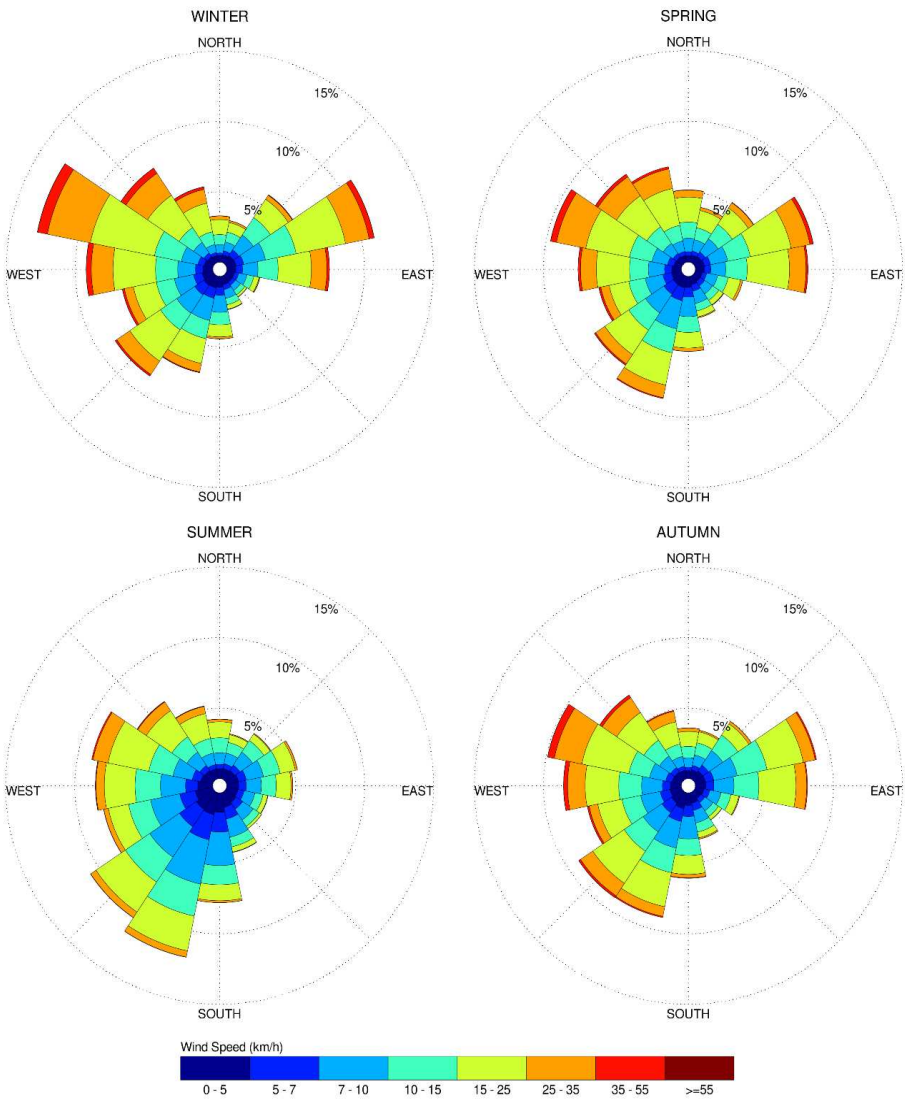 WINTER
NORTH
15%
10%
5%
WEST
EAST
SOUTH
SPRING
NORTH
15%
10%
5%
WEST
EAST
SOUTH
SUMMER
NORTH
15%
10%
5%
WEST
EAST
SOUTH
AUTUMN
NORTH
15%
10%
5%
WEST
EAST
SOUTH
Wind Speed (km/h)
0 - 5 5 - 7 7 - 10 10 - 15 15 - 25 25 - 35 35 - 55 >=55